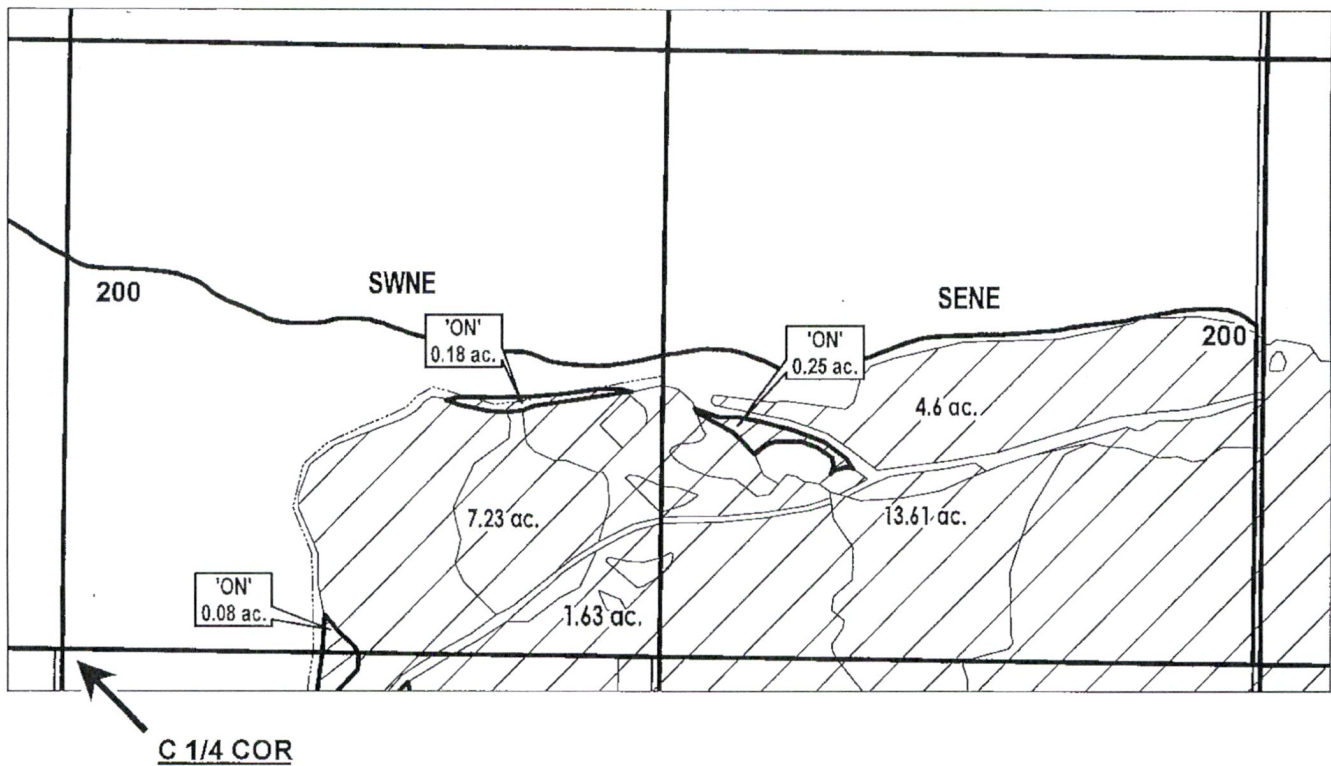 SWNE
SENE
200
'ON'
0.18 ac.
'ON'
0.25 ac.
200
4.6 ac.
7.23 ac.
13.61 ac.
'ON'
0.08 ac.
1.63 ac.
C 1/4 COR